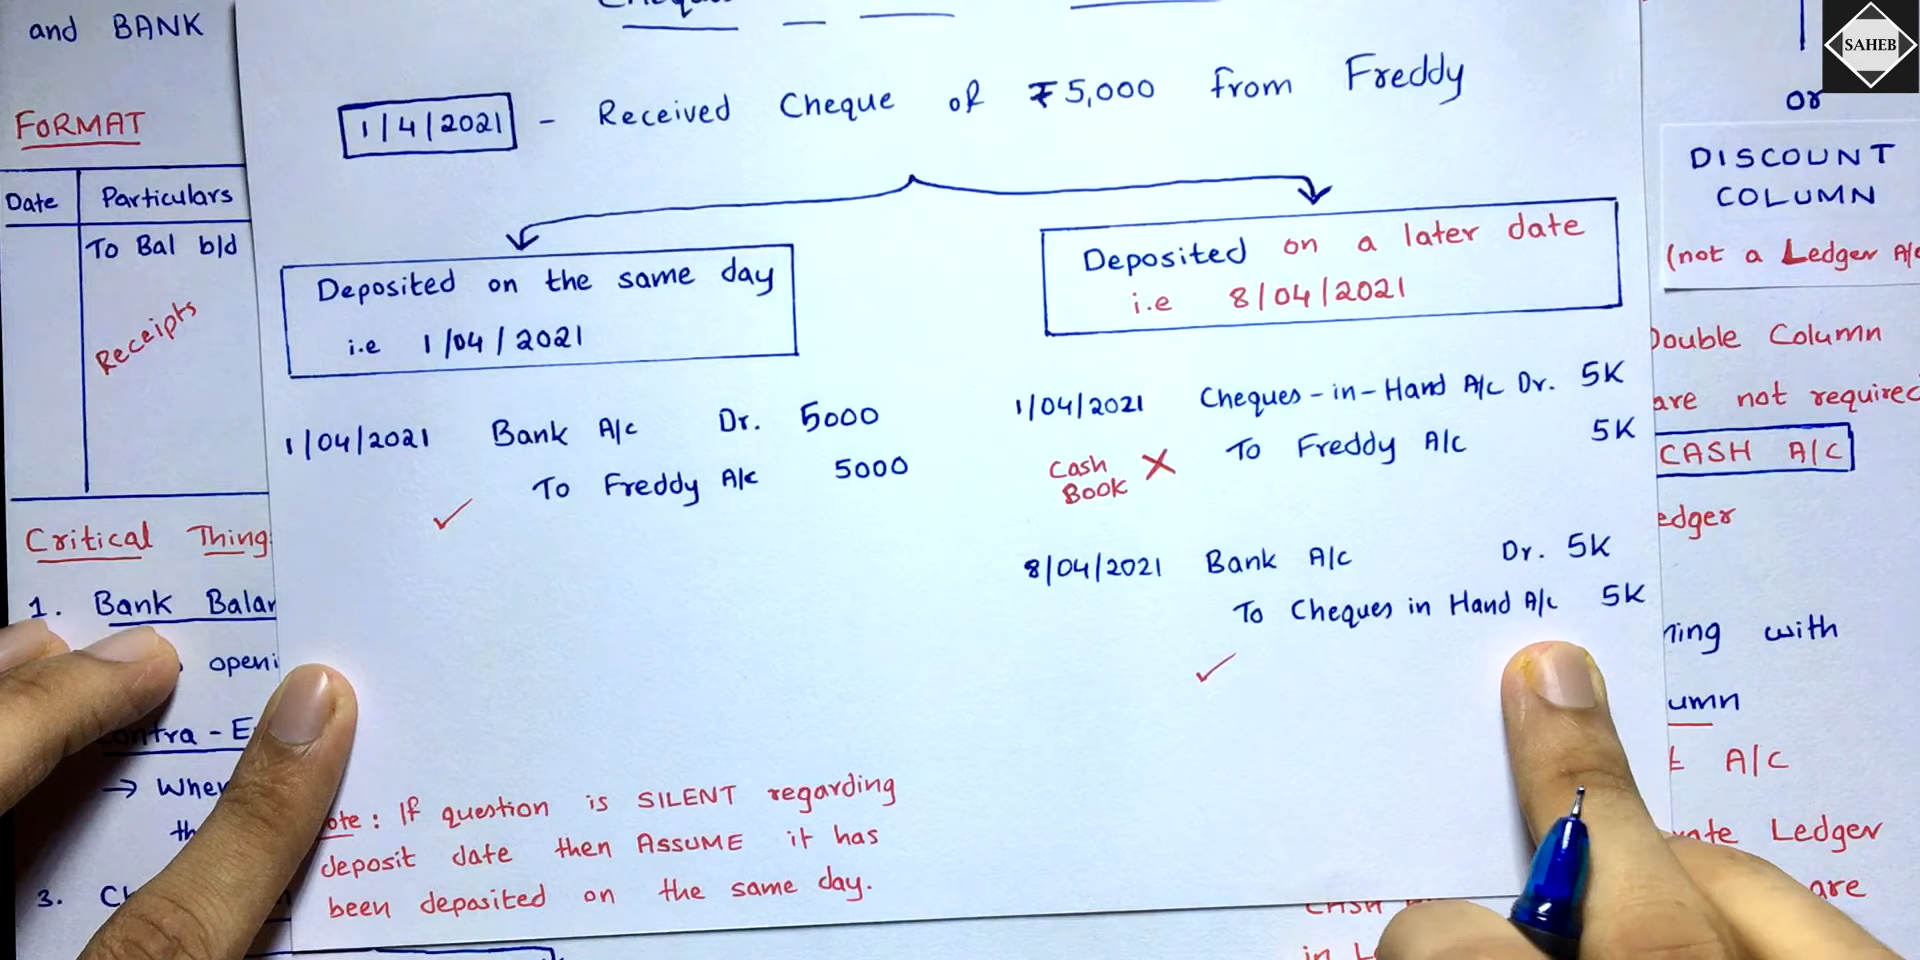 and BANK
FORMAT
Date
Particulars
To Bal b/d
Receipts
Critical Thing
1. Bank
openi
3.
1/4/2021 - Received Cheque of ₹5,000 from Freddy
Deposited on the same day
i.e 1/04/2021
1/04/2021 Bank A/c Dr. 5000
To Freddy A/c 5000
Note: If question is SILENT regarding
deposit date then ASSUME it has
been deposited on the same day.
Deposited on a later date
i.e 8/04/2021
1/04/2021 Cheques-in-Hand A/c Dr. 5K
To Freddy A/c 5K
Cash
Book
8/04/2021 Bank A/c Dr. 5K
To Cheques in Hand A/c 5K
SAHEB
or
DISCOUNT
COLUMN
(not a Ledger A/c
Double Column
are not required
CASH A/C
edger
with
umn
A/C
Ledger
are
in